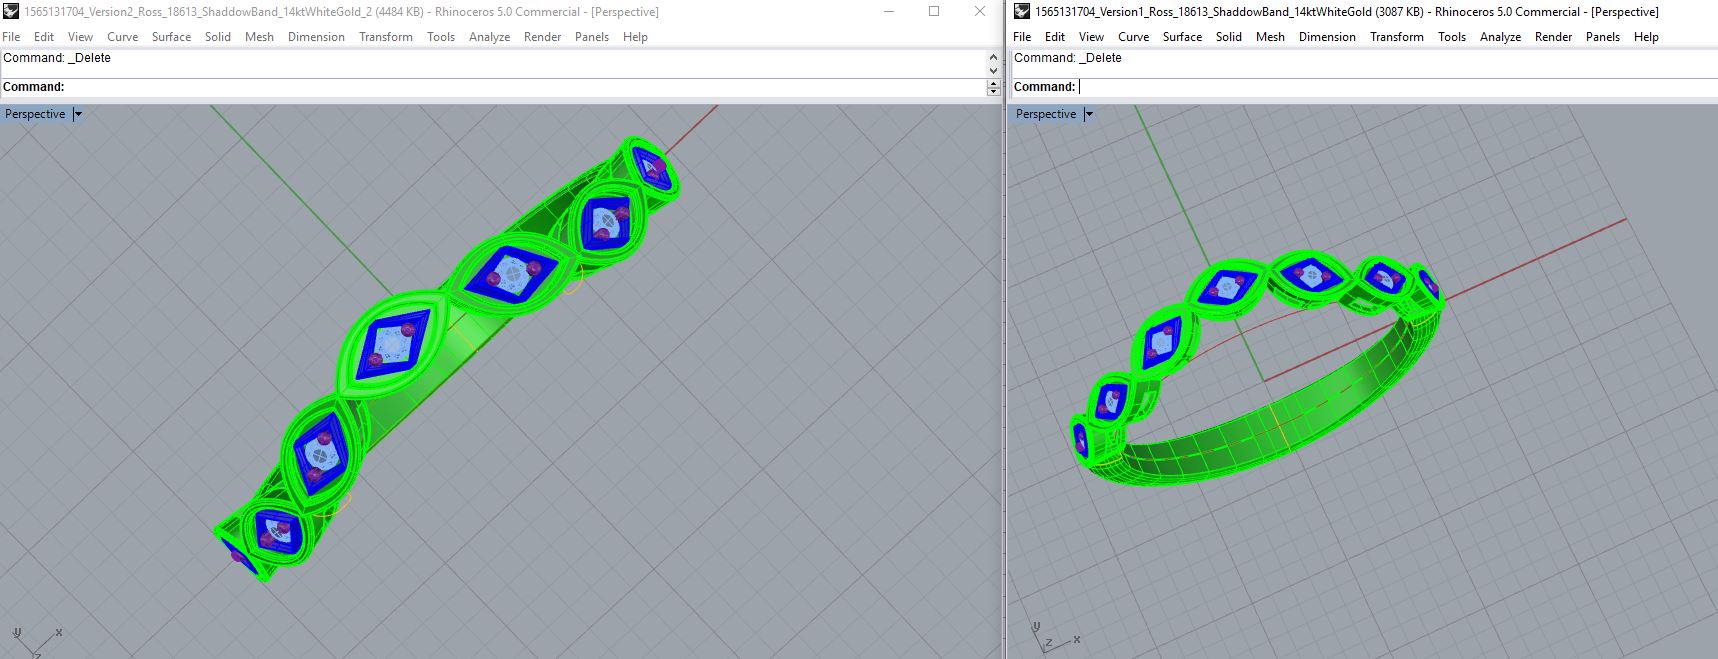 1565131704_Version2_Ross_18613_ShaddowBand_14ktWhiteGold_2 (4484 KB) - Rhinoceros 5.0 Commercial - [Perspective]
File Edit View Curve Surface Solid Mesh Dimension Transform Tools Analyze Render Panels Help
Command: _Delete
Command:
Perspective
y x
z
1565131704_Version1_Ross_18613_ShaddowBand_14ktWhiteGold (3087 KB) - Rhinoceros 5.0 Commercial - [Perspective]
File Edit View Curve Surface Solid Mesh Dimension Transform Tools Analyze Render Panels Help
Command: _Delete
Command:
Perspective
y
z x